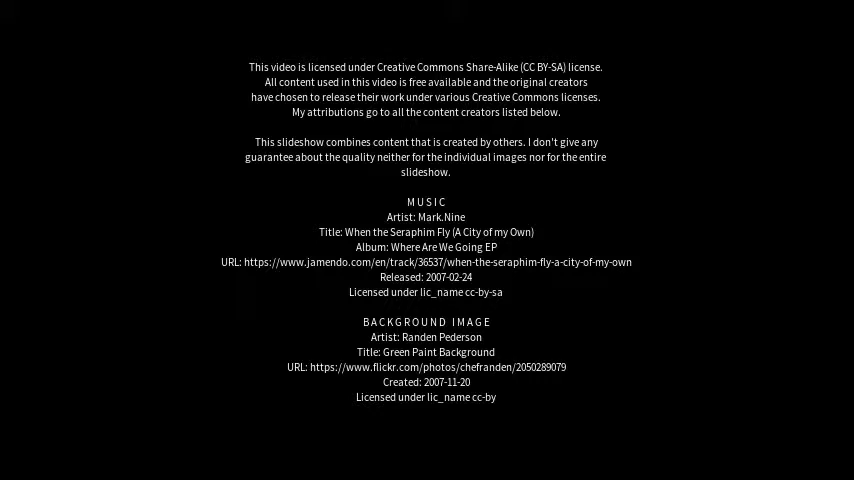 This video is licensed under Creative Commons Share-Alike (CC BY-SA) license.
All content used in this video is free available and the original creators
have chosen to release their work under various Creative Commons licenses.
My attributions go to all the content creators listed below.
This slideshow combines content that is created by others. I don't give any
guarantee about the quality neither for the individual images nor for the entire
slideshow.
MUSIC
Artist: Mark.Nine
Title: When the Seraphim Fly (A City of my Own)
Album: Where Are We Going EP
URL: https://www.jamendo.com/en/track/36537/when-the-seraphim-fly-a-city-of-my-own
Released: 2007-02-24
Licensed under lic_name cc-by-sa
BACKGROUND IMAGE
Artist: Randen Pederson
Title: Green Paint Background
URL: https://www.flickr.com/photos/chefranden/2050289079
Created: 2007-11-20
Licensed under lic_name cc-by